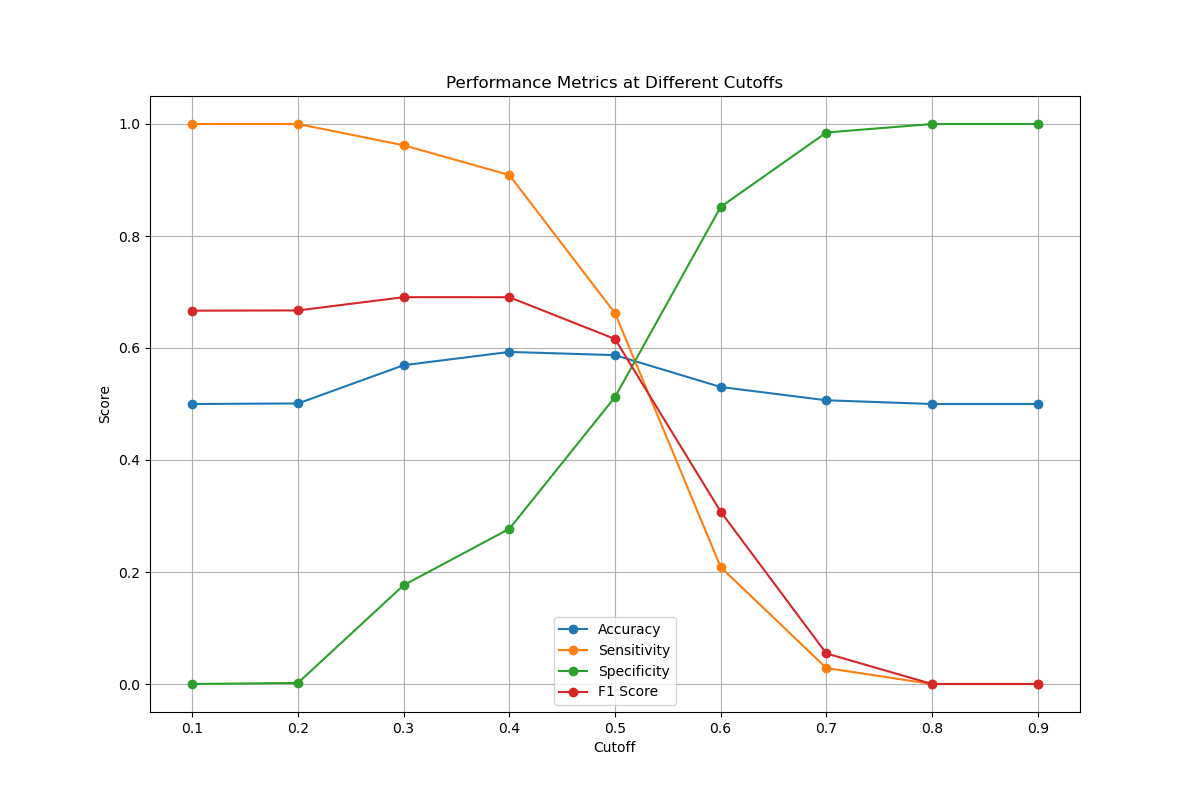 Performance Metrics at Different Cutoffs
Score
1.0
0.8
0.6
0.4
0.2
0.0
Accuracy
Sensitivity
Specificity
F1 Score
0.1 0.2 0.3 0.4 0.5 0.6 0.7 0.8 0.9
Cutoff